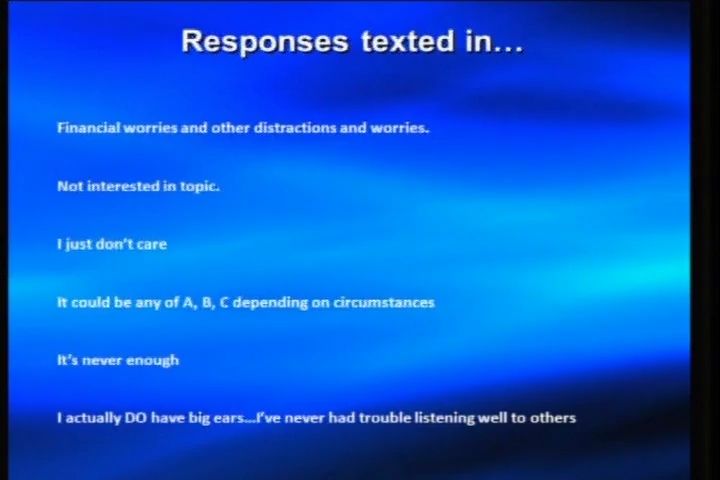 Responses texted in...
Financial worries and other distractions and worries.
Not interested in topic.
I just don't care
It could be any of A, B, C depending on circumstances
It's never enough
I actually DO have big ears...I've never had trouble listening well to others